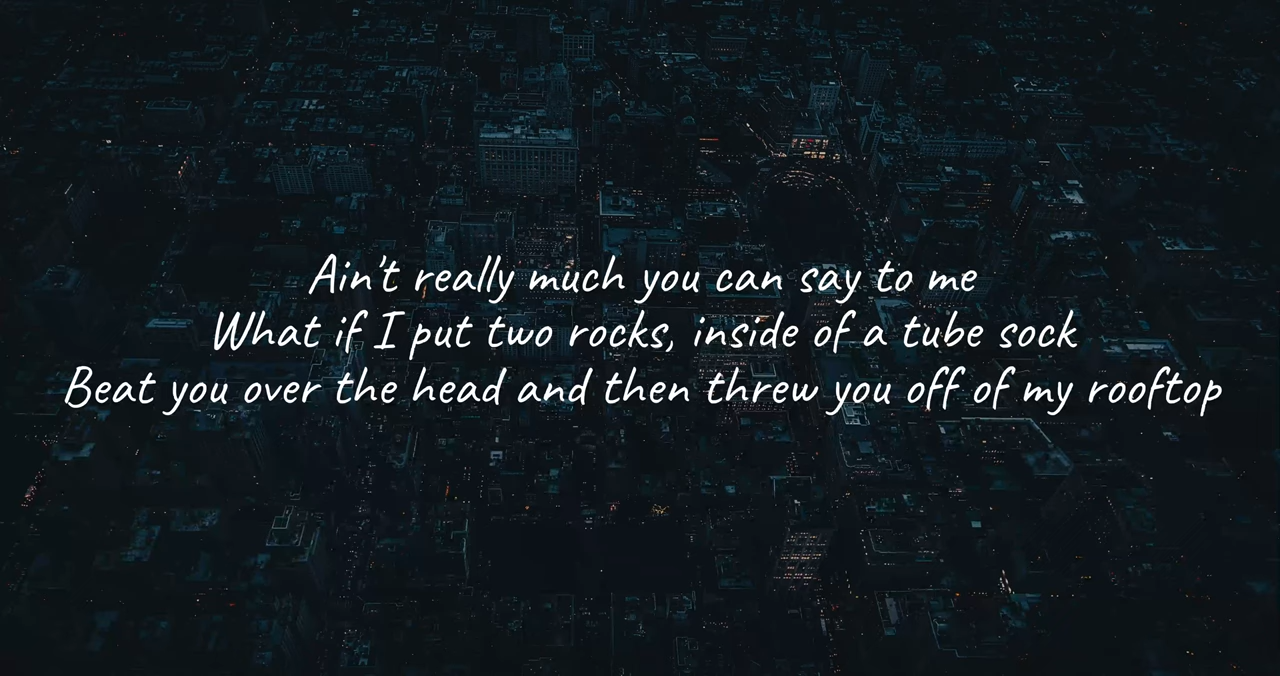 Ain't really much you can say to me
What if I put two rocks, inside of a tube sock
Beat you over the head and then threw you off of my rooftop